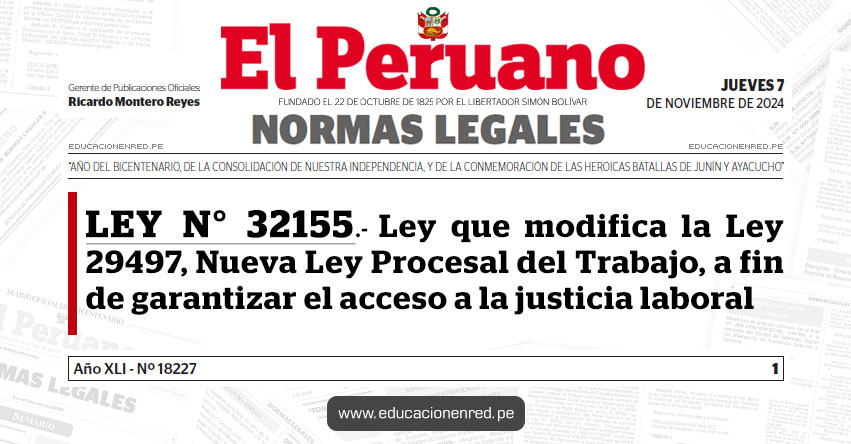 El Peruano
Gerente de Publicaciones Oficiales:
Ricardo Montero Reyes
JUEVES 7
DE NOVIEMBRE DE 2024
FUNDADO EL 22 DE OCTUBRE DE 1825 POR EL LIBERTADOR SIMÓN BOLÍVAR
NORMAS LEGALES
EDUCACIONENRED.PE
EDUCACIONENRED.PE
"AÑO DEL BICENTENARIO, DE LA CONSOLIDACIÓN DE NUESTRA INDEPENDENCIA, Y DE LA CONMEMORACIÓN DE LAS HEROICAS BATALLAS DE JUNÍN Y AYACUCHO"
LEY N° 32155.- Ley que modifica la Ley
29497, Nueva Ley Procesal del Trabajo, a fin
de garantizar el acceso a la justicia laboral
Año XLI - Nº 18227
1
www.educacionenred.pe